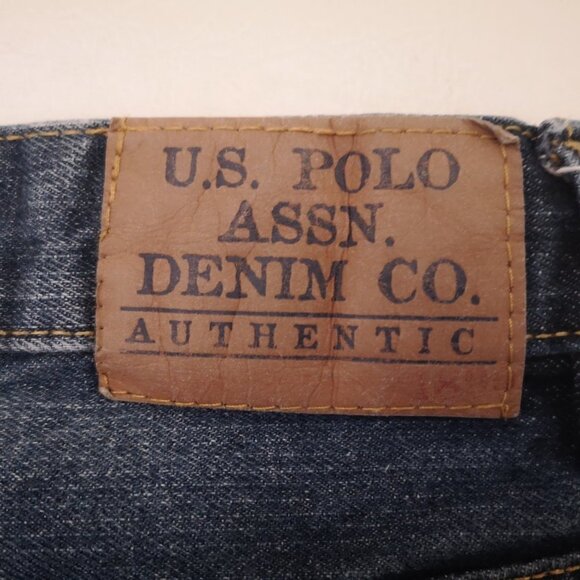 U.S. POLO
ASSN.
DENIM CO.
AUTHENTIC